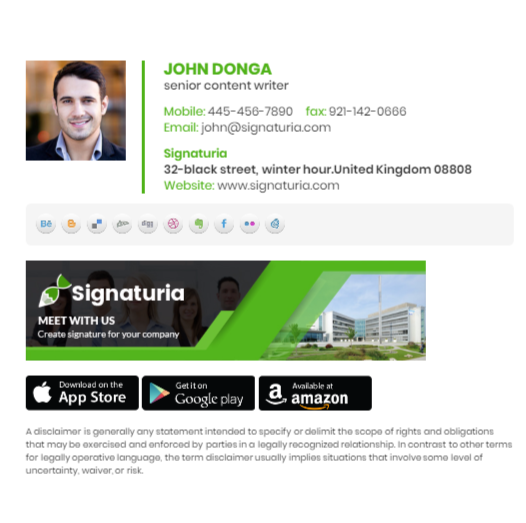 JOHN DONGA
senior content writer
Mobile: 445-456-7890 fax: 921-142-0666
Email: john@signaturia.com
Signaturia
32-black street, winter hour.United Kingdom 08808
Website: www.signaturia.com
Bē
digg
f
Signaturia
MEET WITH US
Create signature for your company
Download on the
App Store
Get it on
Google play
Available at
amazon
A disclaimer is generally any statement intended to specify or delimit the scope of rights and obligations
that may be exercised and enforced by parties in a legally recognized relationship. In contrast to other terms
for legally operative language, the term disclaimer usually implies situations that involve some level of
uncertainty, waiver, or risk.